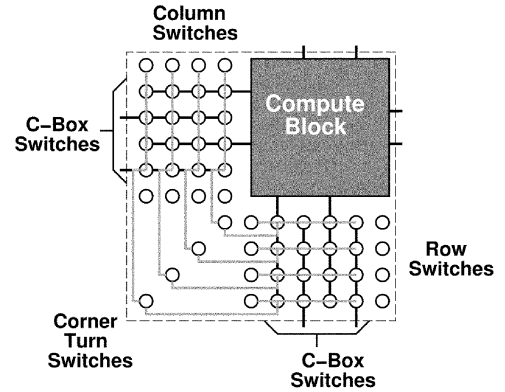 Column
Switches
Compute
Block
C-Box
Switches
Row
Switches
Corner
Turn
Switches
C-Box
Switches